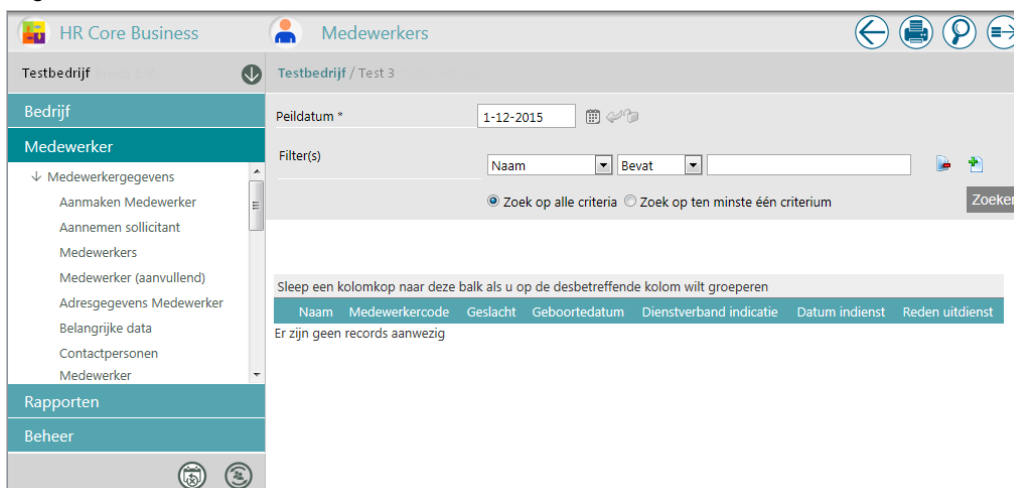 HR Core Business
Medewerkers
Testbedrijf
Testbedrijf / Test 3
Bedrijf
Medewerker
↓ Medewerkergegevens
Aanmaken Medewerker
Aannemen sollicitant
Medewerkers
Medewerker (aanvullend)
Adresgegevens Medewerker
Belangrijke data
Contactpersonen
Medewerker
Rapporten
Beheer
Peildatum * 1-12-2015
Filter(s) Naam Bevat
Zoek op alle criteria Zoek op ten minste één criterium
Zoeken
Sleep een kolomkop naar deze balk als u op de desbetreffende kolom wilt groeperen
Naam Medewerkercode Geslacht Geboortedatum Dienstverband indicatie Datum indienst Reden uitdienst
Er zijn geen records aanwezig